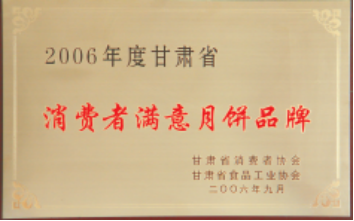 2006年度甘肃省
消费者满意月饼品牌
甘肃省消费者协会
甘肃省食品工业协会
二〇〇六年九月